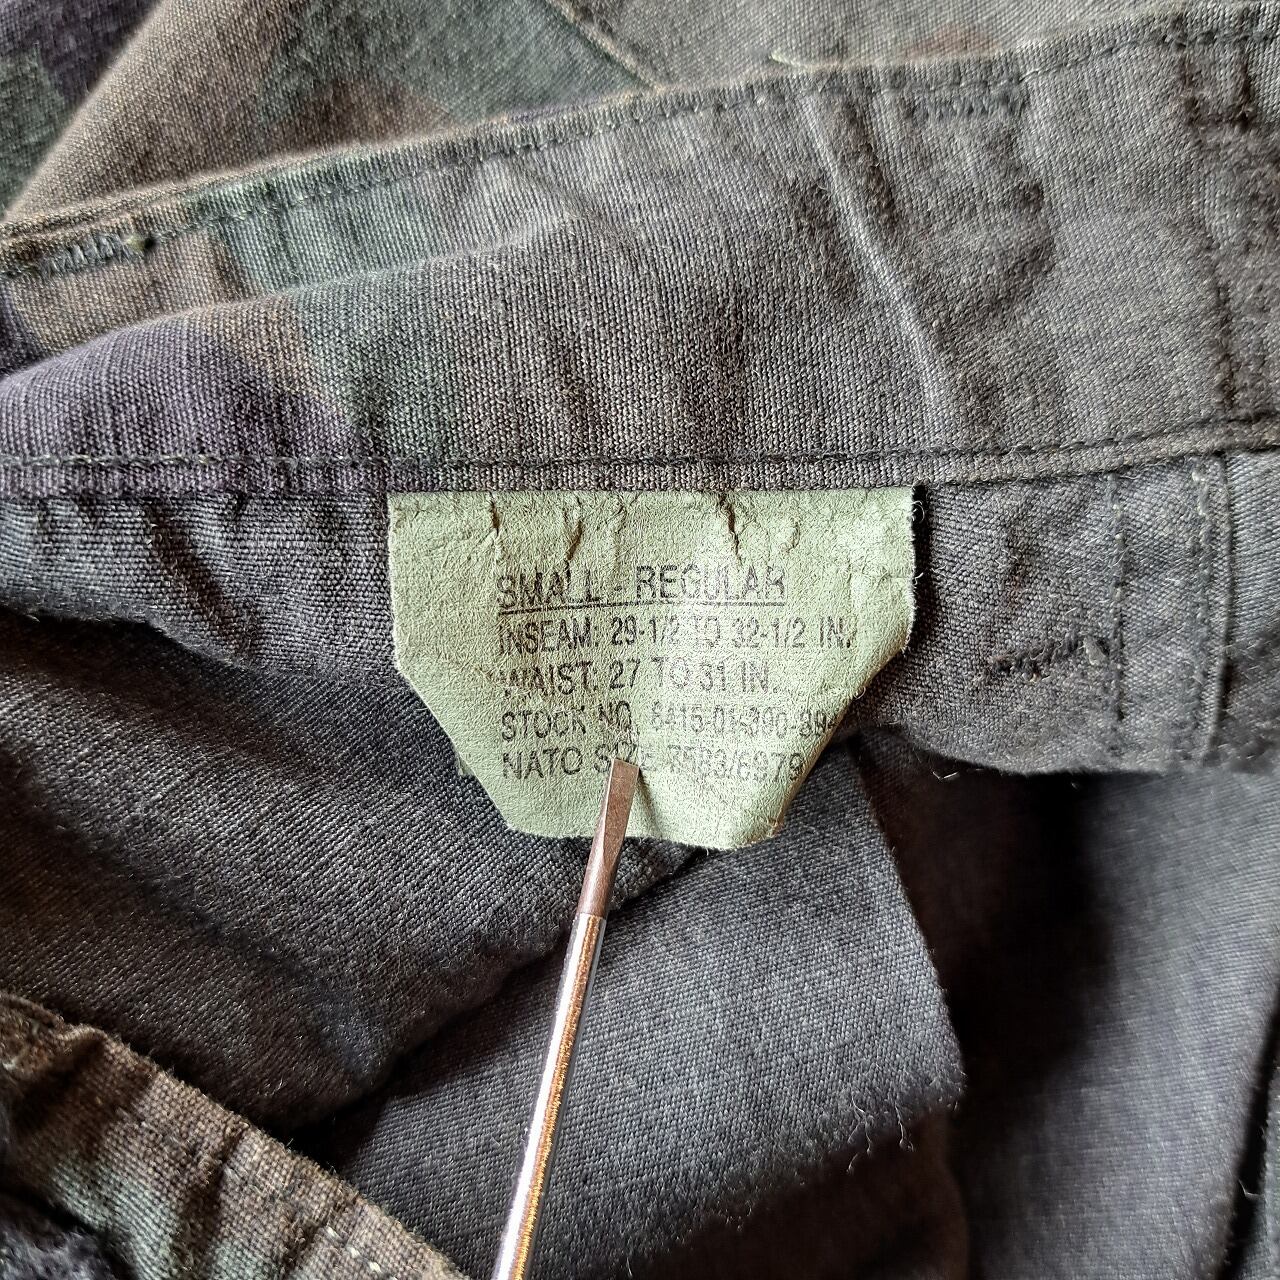 SMALL - REGULAR
INSEAM: 29-1/2 TO 32-1/2 IN.
WAIST: 27 TO 31 IN.
STOCK NO.
NATO SIZE